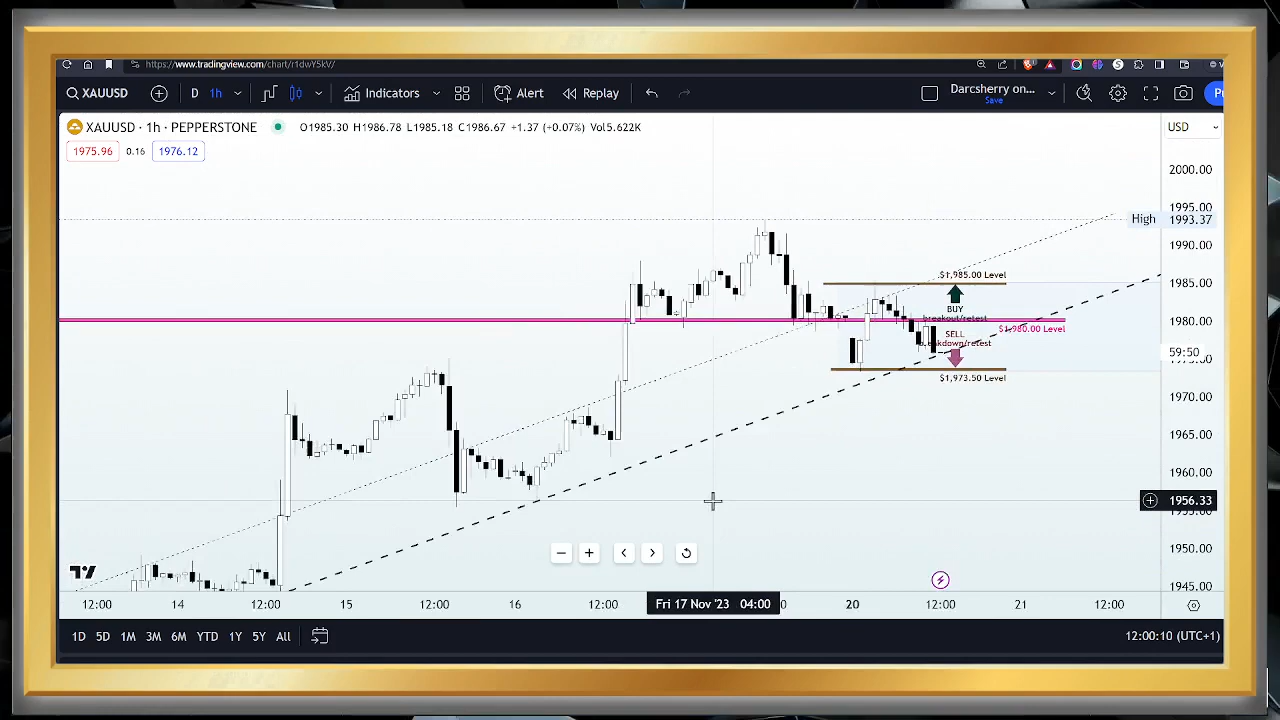 https://www.tradingview.com/chart/r1dwY5kV/
XAUUSD D 1h Indicators Alert Replay Darcsherry on... Save
XAUUSD · 1h · PEPPERSTONE O1985.30 H1986.78 L1985.18 C1986.67 +1.37 (+0.07%) Vol5.622K
USD
1975.96 0.16 1976.12
2000.00
1995.00
High 1993.37
1990.00
$1,985.00 Level
1985.00
BUY
breakout/retest
1980.00
$1,980.00 Level
SELL
breakdown/retest
59:50
$1,973.50 Level
1970.00
1965.00
1960.00
1956.33
1950.00
1945.00
12:00 14 12:00 15 12:00 16 12:00 Fri 17 Nov '23 04:00 20 12:00 21 12:00
1D 5D 1M 3M 6M YTD 1Y 5Y All 12:00:10 (UTC+1)